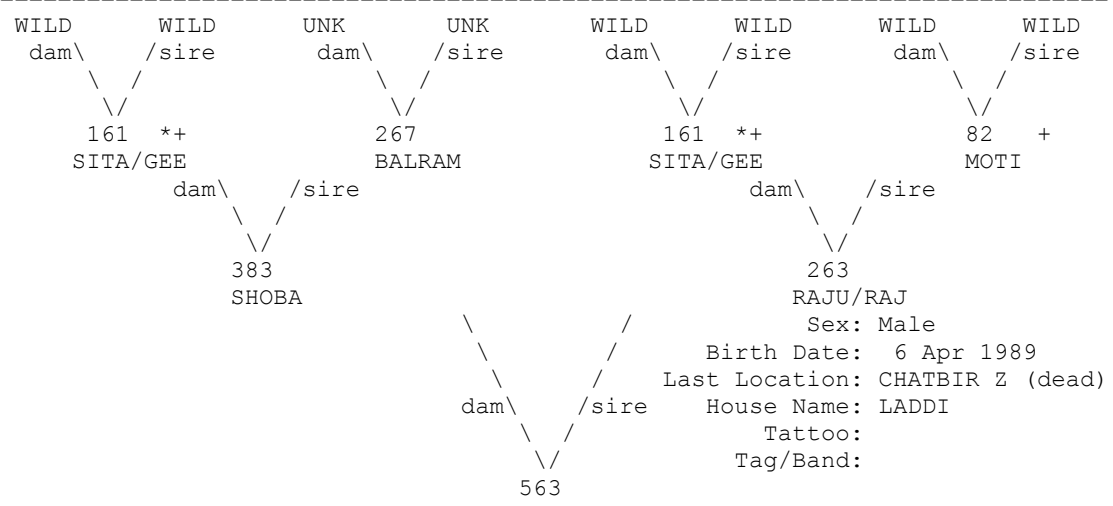 WILD WILD UNK UNK WILD WILD WILD WILD
dam\ /sire dam\ /sire dam\ /sire dam\ /sire
\ / \ / \ / \ /
\/ \/ \/ \/
161 *+ 267 161 *+ 82 +
SITA/GEE BALRAM SITA/GEE MOTI
dam\ /sire dam\ /sire
\ / \ /
\/ \/
383 263
SHOBA RAJU/RAJ
\ / Sex: Male
\ / Birth Date: 6 Apr 1989
\ / Last Location: CHATBIR Z (dead)
dam\ /sire House Name: LADDI
\ / Tattoo:
\/ Tag/Band:
563